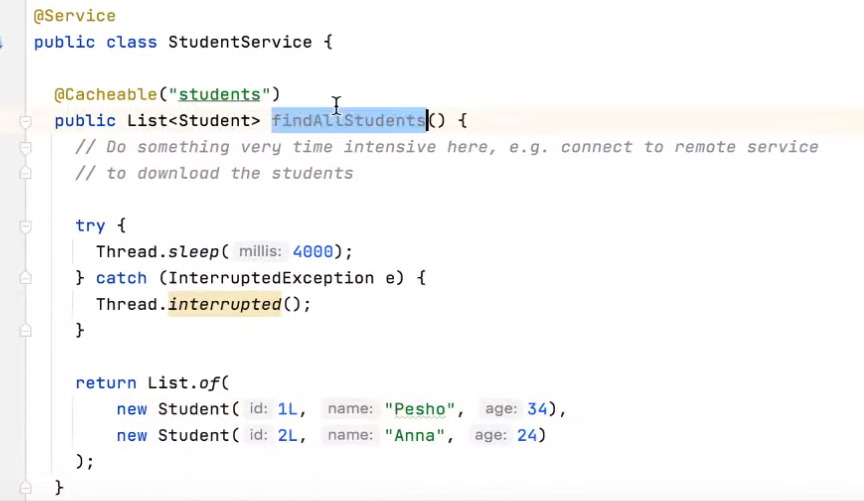 @Service
public class StudentService {
@Cacheable("students")
public List<Student> findAllStudents() {
// Do something very time intensive here, e.g. connect to remote service
// to download the students
try {
Thread.sleep( millis: 4000);
} catch (InterruptedException e) {
Thread.interrupted();
}
return List.of(
new Student( id: 1L, name: "Pesho", age: 34),
new Student( id: 2L, name: "Anna", age: 24)
);
}